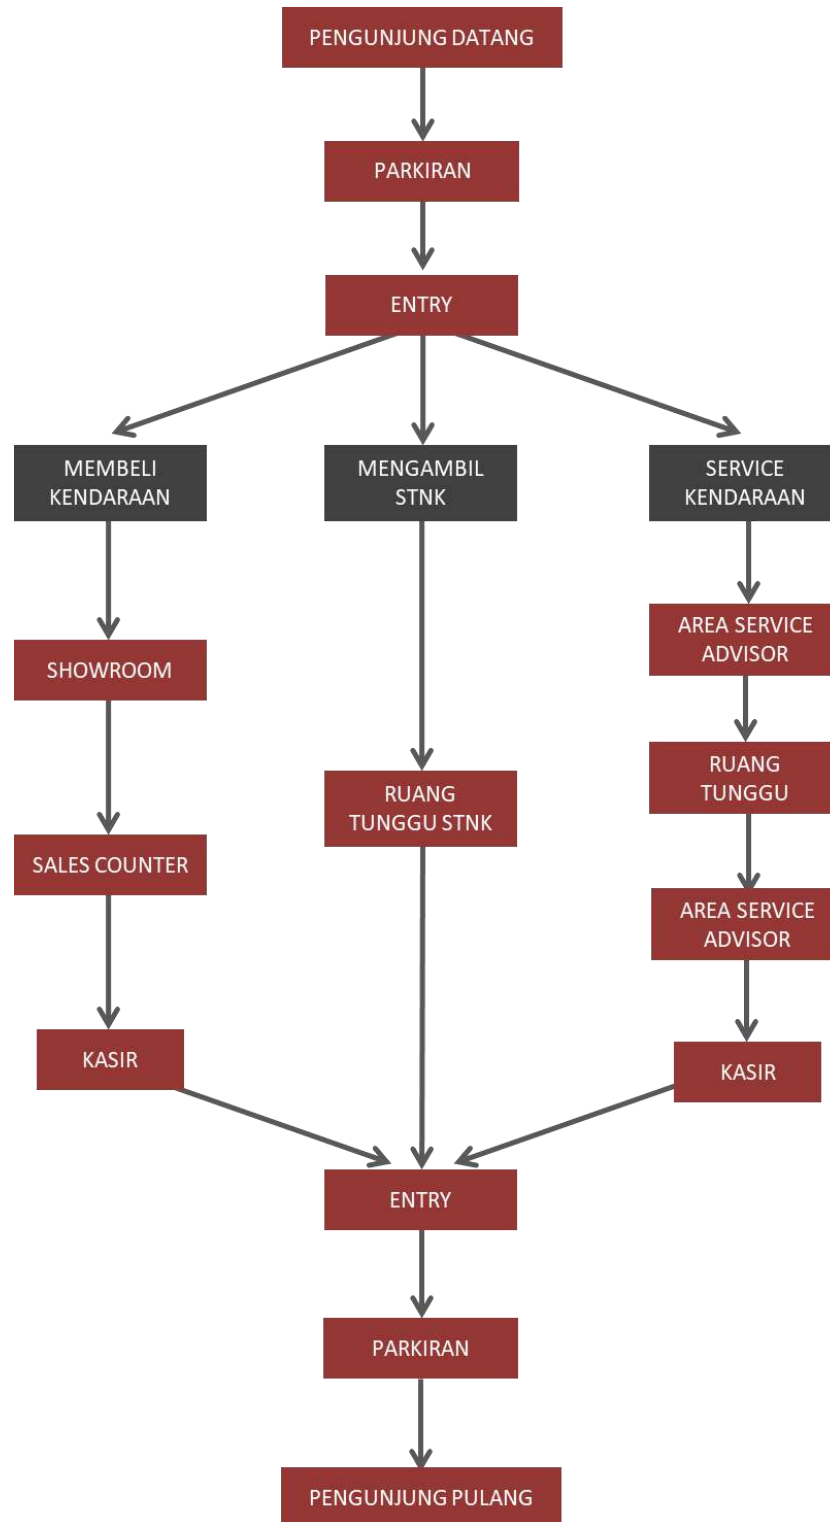 PENGUNJUNG DATANG
PARKIRAN
ENTRY
MEMBELI
KENDARAAN
MENGAMBIL
STNK
SERVICE
KENDARAAN
AREA SERVICE
ADVISOR
SHOWROOM
RUANG
TUNGGU STNK
RUANG
TUNGGU
SALES COUNTER
AREA SERVICE
ADVISOR
KASIR
KASIR
ENTRY
PARKIRAN
PENGUNJUNG PULANG